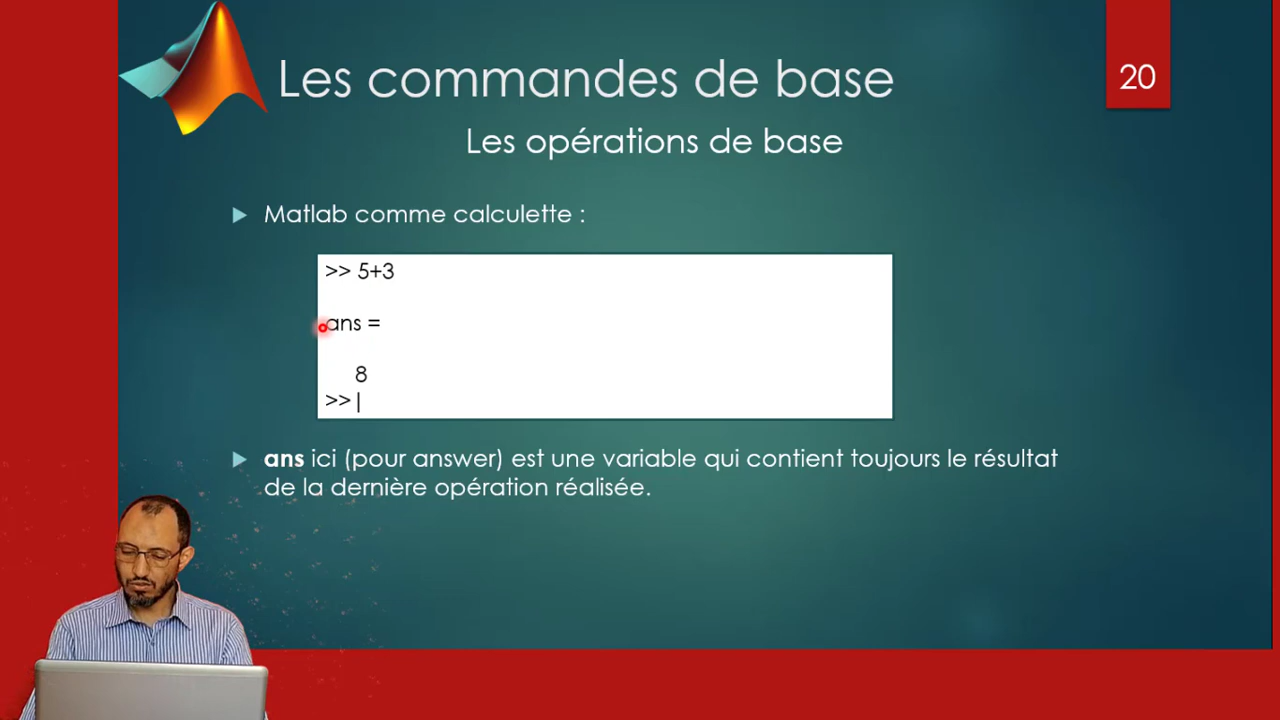 Les commandes de base
20
Les opérations de base
Matlab comme calculette :
>> 5+3
ans =
8
>> |
ans ici (pour answer) est une variable qui contient toujours le résultat
de la dernière opération réalisée.